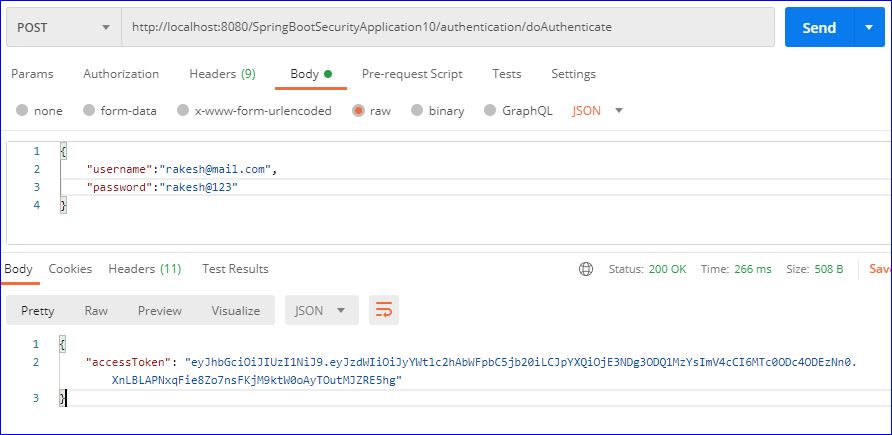 POST http://localhost:8080/SpringBootSecurityApplication10/authentication/doAuthenticate Send
Params Authorization Headers (9) Body Pre-request Script Tests Settings
none form-data x-www-form-urlencoded raw binary GraphQL JSON
1 {
2 "username":"rakesh@mail.com",
3 "password":"rakesh@123"
4 }
Body Cookies Headers (11) Test Results Status: 200 OK Time: 266 ms Size: 508 B Save
Pretty Raw Preview Visualize JSON
1 {
2 "accessToken": "eyJhbGciOiJIUzI1NiJ9.eyJzdWIiOiJyYWtlc2hAbWFpbC5jb20iLCJpYXQiOjE3NDg3ODQ1MzYsImV4cCI6MTc0ODc4ODEzNn0.
XnLBLAPNxqFie8Zo7nsFKjM9ktW0oAyTOutMJZRE5hg"
3 }